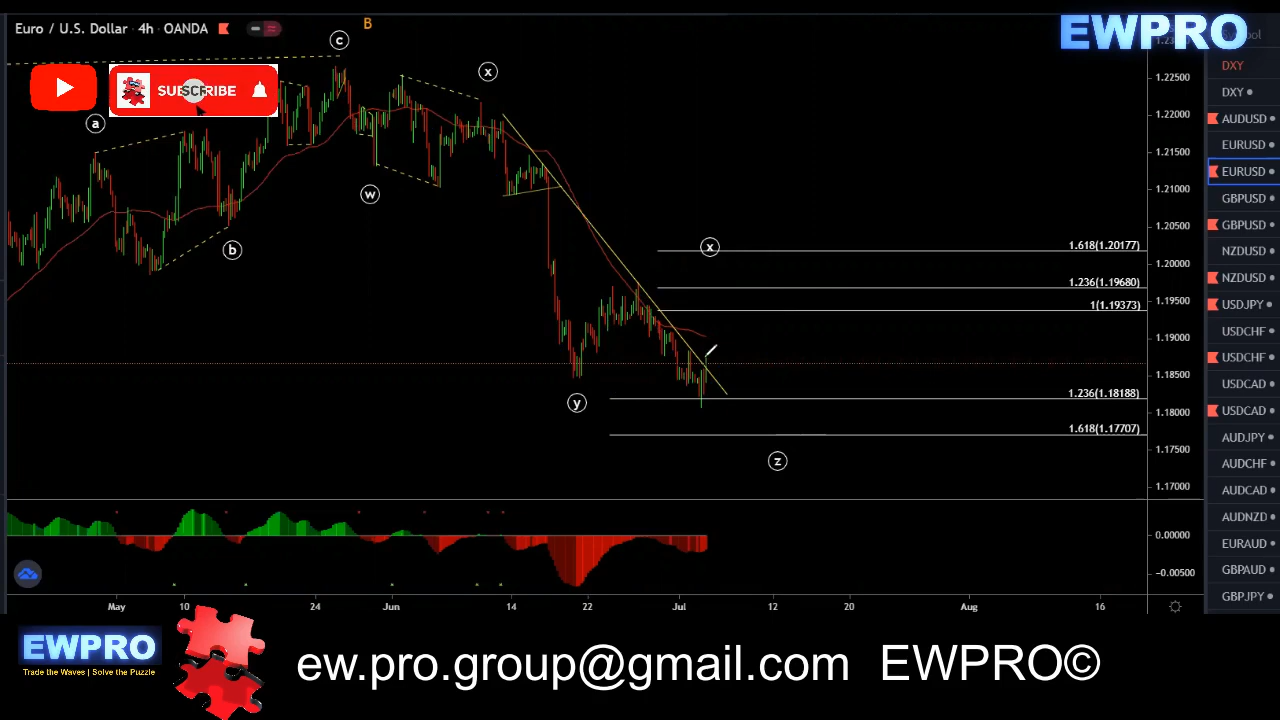 Euro / U.S. Dollar 4h OANDA
B
EWPRO
SUBSCRIBE
c
x
a
w
b
x
y
z
1.618(1.20177)
1.236(1.19680)
1(1.19373)
1.236(1.18188)
1.618(1.17707)
1.22500
1.22000
1.21500
1.21000
1.20500
1.20000
1.19500
1.19000
1.18500
1.18000
1.17500
1.17000
0.00000
−0.00500
DXY
DXY
AUDUSD
EURUSD
EURUSD
GBPUSD
GBPUSD
NZDUSD
NZDUSD
USDJPY
USDCHF
USDCHF
USDCAD
USDCAD
AUDJPY
AUDCHF
AUDCAD
AUDNZD
EURAUD
GBPAUD
GBPJPY
May 10 24 Jun 14 22 Jul 12 20 Aug 16
EWPRO
Trade the Waves | Solve the Puzzle
ew.pro.group@gmail.com EWPRO©